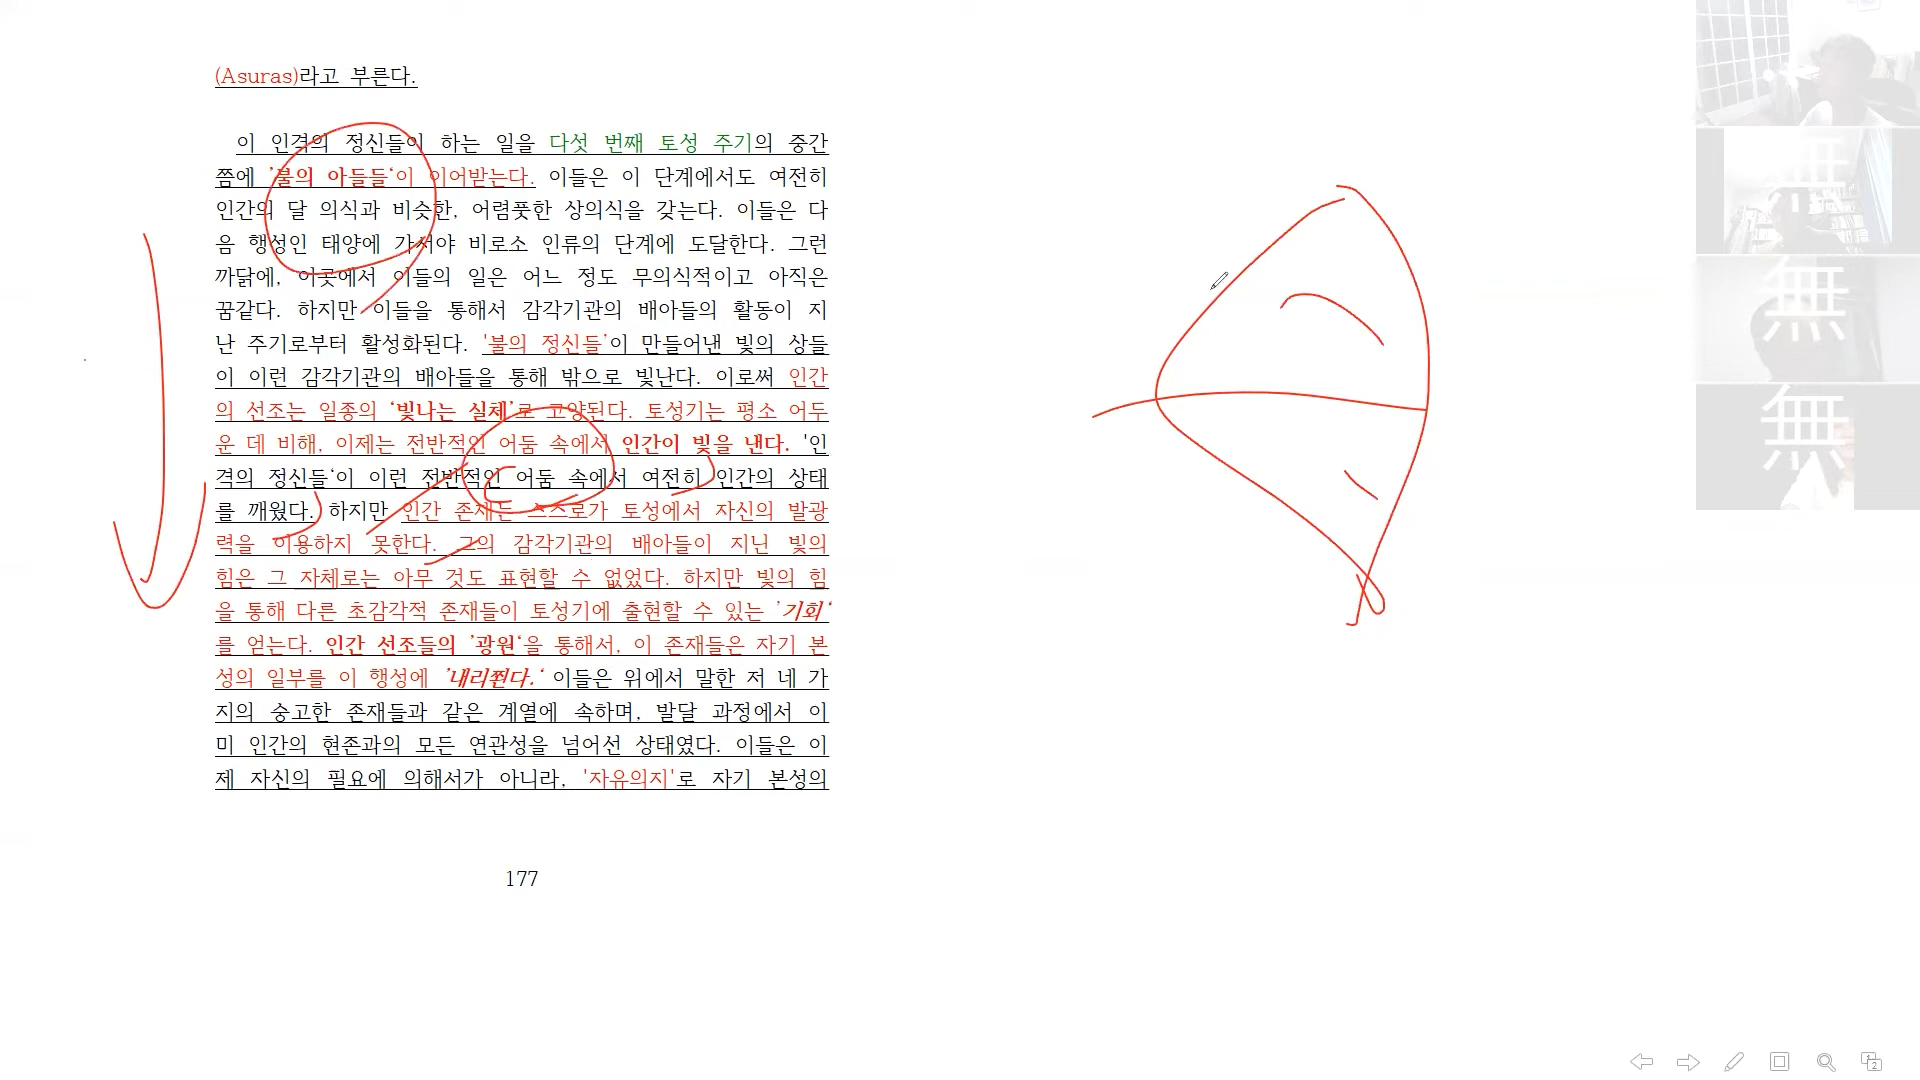 (Asuras)라고 부른다.
이 인격의 정신들이 하는 일을 다섯 번째 토성 주기의 중간
쯤에 '불의 아들들'이 이어받는다. 이들은 이 단계에서도 여전히
인간의 달 의식과 비슷한, 어렴풋한 상의식을 갖는다. 이들은 다
음 행성인 태양에 가서야 비로소 인류의 단계에 도달한다. 그런
까닭에, 이곳에서 이들의 일은 어느 정도 무의식적이고 아직은
꿈같다. 하지만 이들을 통해서 감각기관의 배아들의 활동이 지
난 주기로부터 활성화된다. '불의 정신들'이 만들어낸 빛의 상들
이 이런 감각기관의 배아들을 통해 밖으로 빛난다. 이로써 인간
의 선조는 일종의 '빛나는 실체'로 고양된다. 토성기는 평소 어두
운 데 비해, 이제는 전반적인 어둠 속에서 인간이 빛을 낸다. '인
격의 정신들'이 이런 전반적인 어둠 속에서 여전히 인간의 상태
를 깨웠다. 하지만 인간 존재는 스스로가 토성에서 자신의 발광
력을 이용하지 못한다. 그의 감각기관의 배아들이 지닌 빛의
힘은 그 자체로는 아무 것도 표현할 수 없었다. 하지만 빛의 힘
을 통해 다른 초감각적 존재들이 토성기에 출현할 수 있는 '기회'
를 얻는다. 인간 선조들의 '광원'을 통해서, 이 존재들은 자기 본
성의 일부를 이 행성에 '내리쬔다.' 이들은 위에서 말한 저 네 가
지의 숭고한 존재들과 같은 계열에 속하며, 발달 과정에서 이
미 인간의 현존과의 모든 연관성을 넘어선 상태였다. 이들은 이
제 자신의 필요에 의해서가 아니라, '자유의지'로 자기 본성의
177
無
無
無